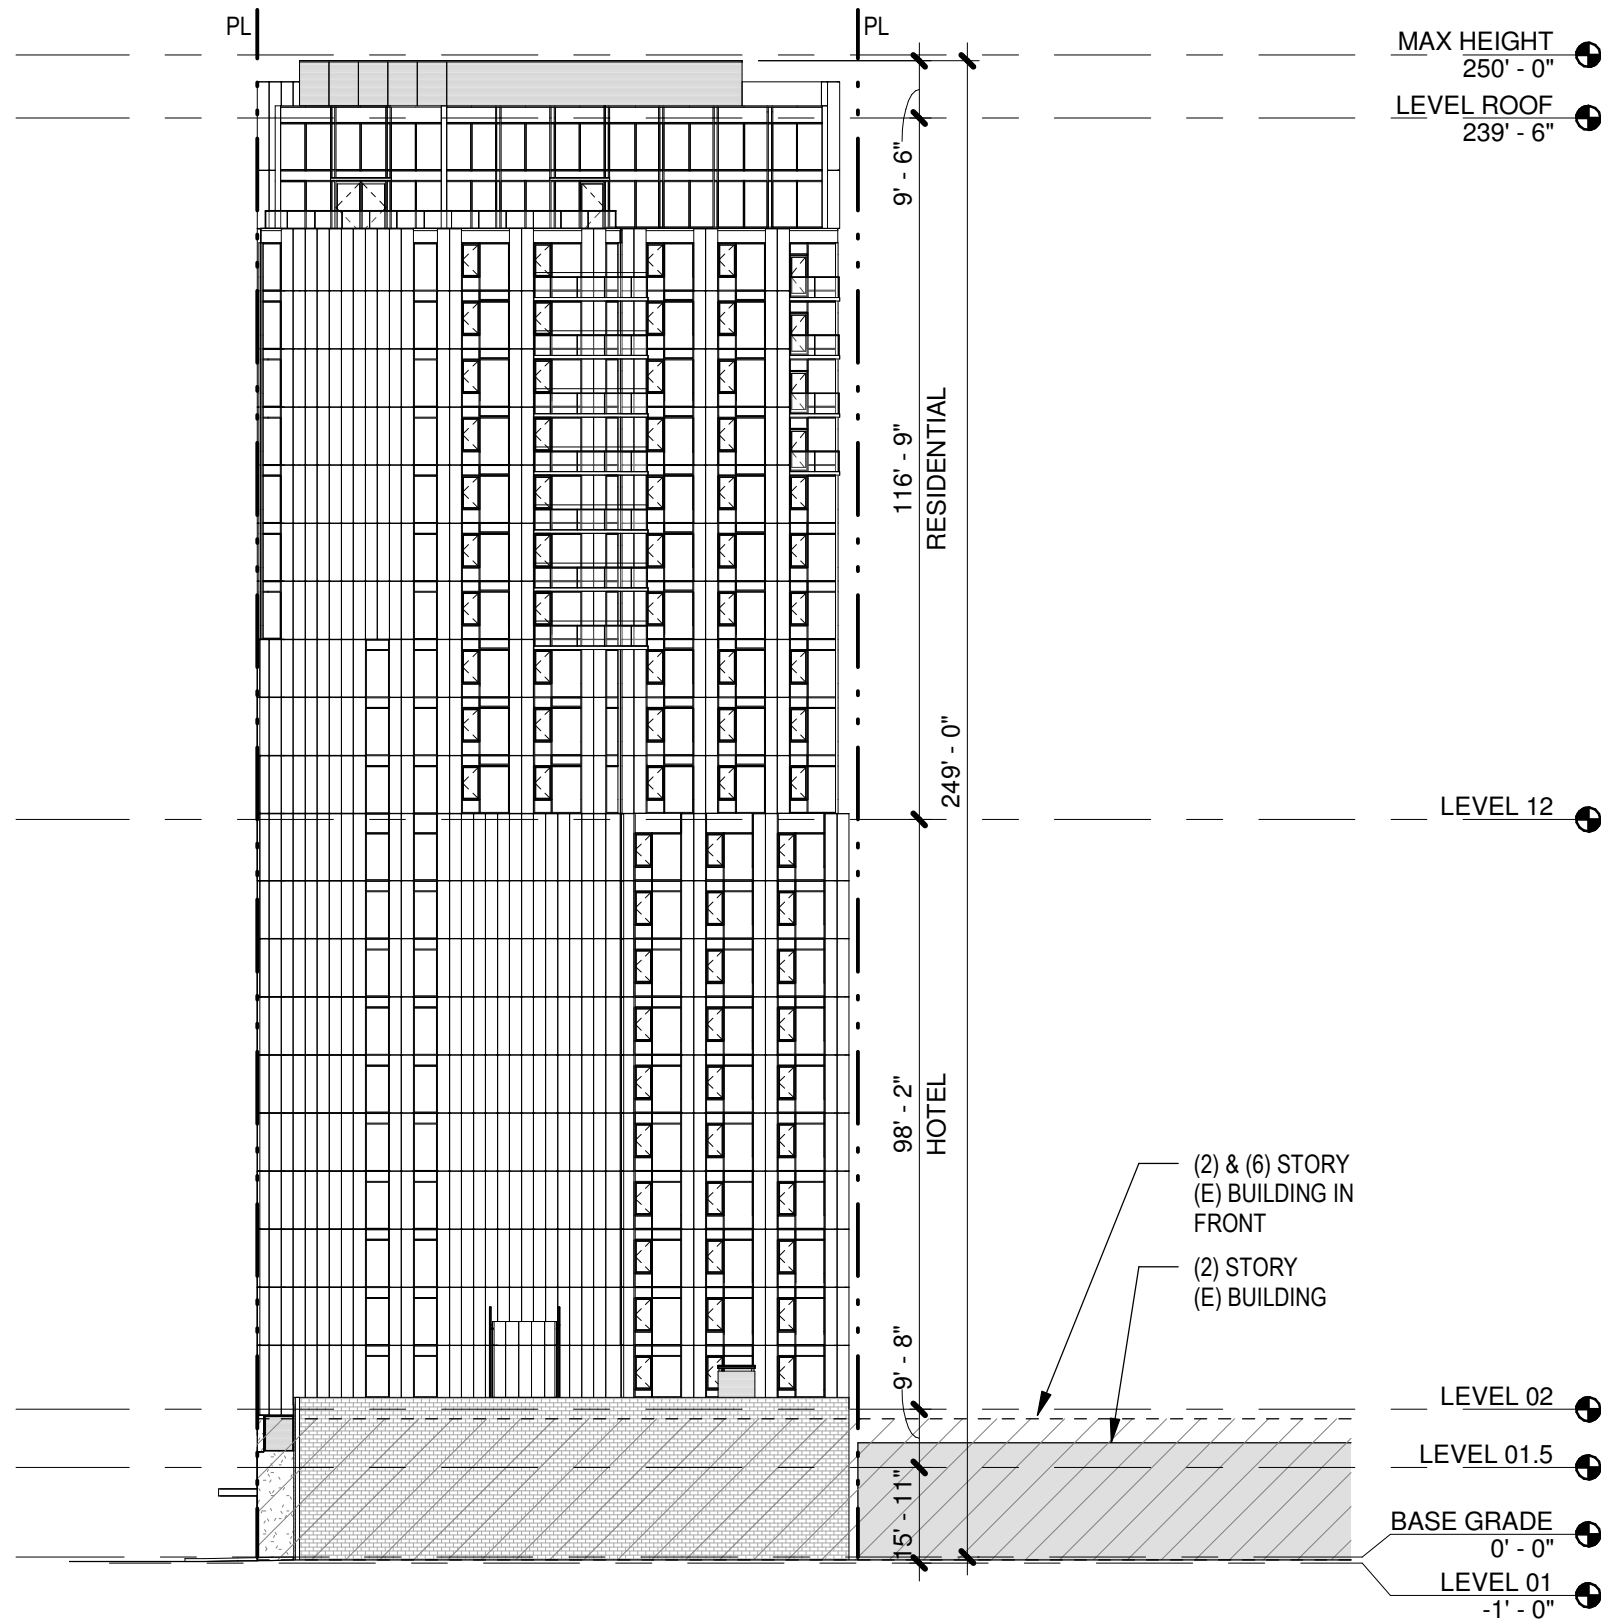 PL
PL
MAX HEIGHT
250' - 0"
LEVEL ROOF
239' - 6"
9' - 6"
116' - 9"
RESIDENTIAL
249' - 0"
LEVEL 12
98' - 2"
HOTEL
(2) & (6) STORY
(E) BUILDING IN
FRONT
(2) STORY
(E) BUILDING
9' - 8"
LEVEL 02
LEVEL 01.5
15' - 11"
BASE GRADE
0' - 0"
LEVEL 01
-1' - 0"